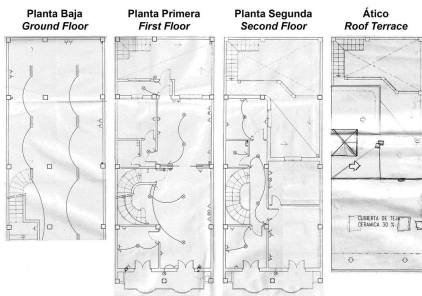 Planta Baja
Ground Floor
Planta Primera
First Floor
Planta Segunda
Second Floor
Ático
Roof Terrace
CUBIERTA DE TEJA
CERAMICA 30 %